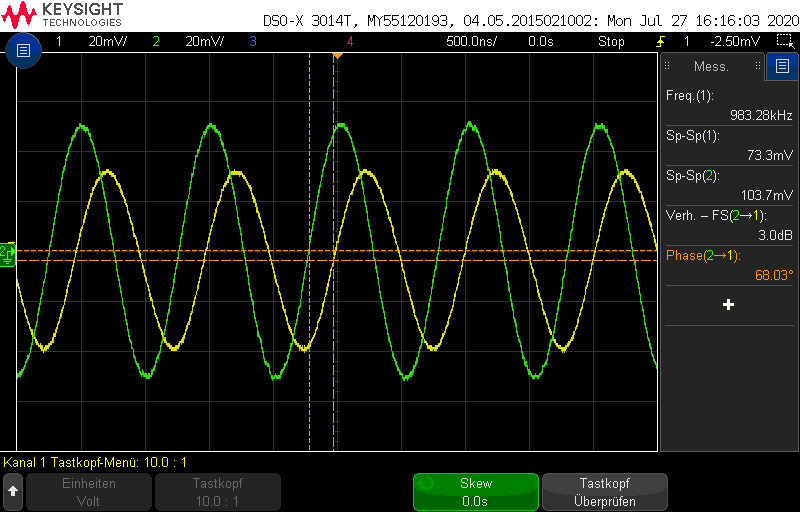 KEYSIGHT
TECHNOLOGIES
DSO-X 3014T, MY55120193, 04.05.2015021002: Mon Jul 27 16:16:03 2020
1 20mV/ 2 20mV/ 3 4 500.0ns/ 0.0s Stop 1 -2.50mV
Mess.
Freq.(1):
983.28kHz
Sp-Sp(1):
73.3mV
Sp-Sp(2):
103.7mV
Verh. – FS(2→1):
3.0dB
Phase(2→1):
68.03°
+
2
Kanal 1 Tastkopf-Menü: 10.0 : 1
Einheiten
Volt
Tastkopf
10.0 : 1
Skew
0.0s
Tastkopf
Überprüfen